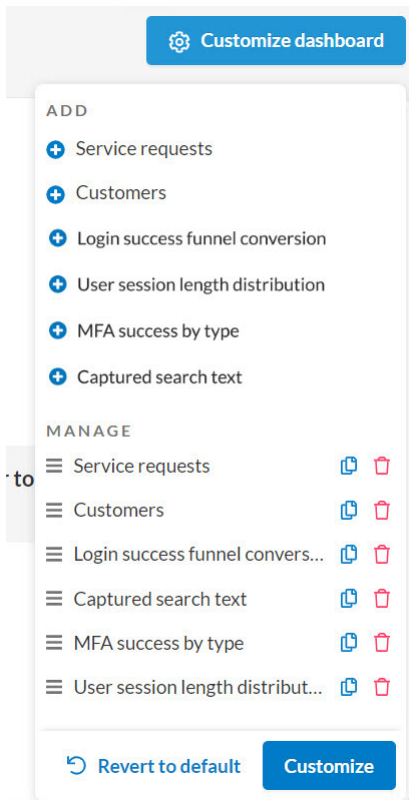 Customize dashboard
ADD
Service requests
Customers
Login success funnel conversion
User session length distribution
MFA success by type
Captured search text
MANAGE
Service requests
to
Customers
Login success funnel convers...
Captured search text
MFA success by type
User session length distribut...
Revert to default
Customize